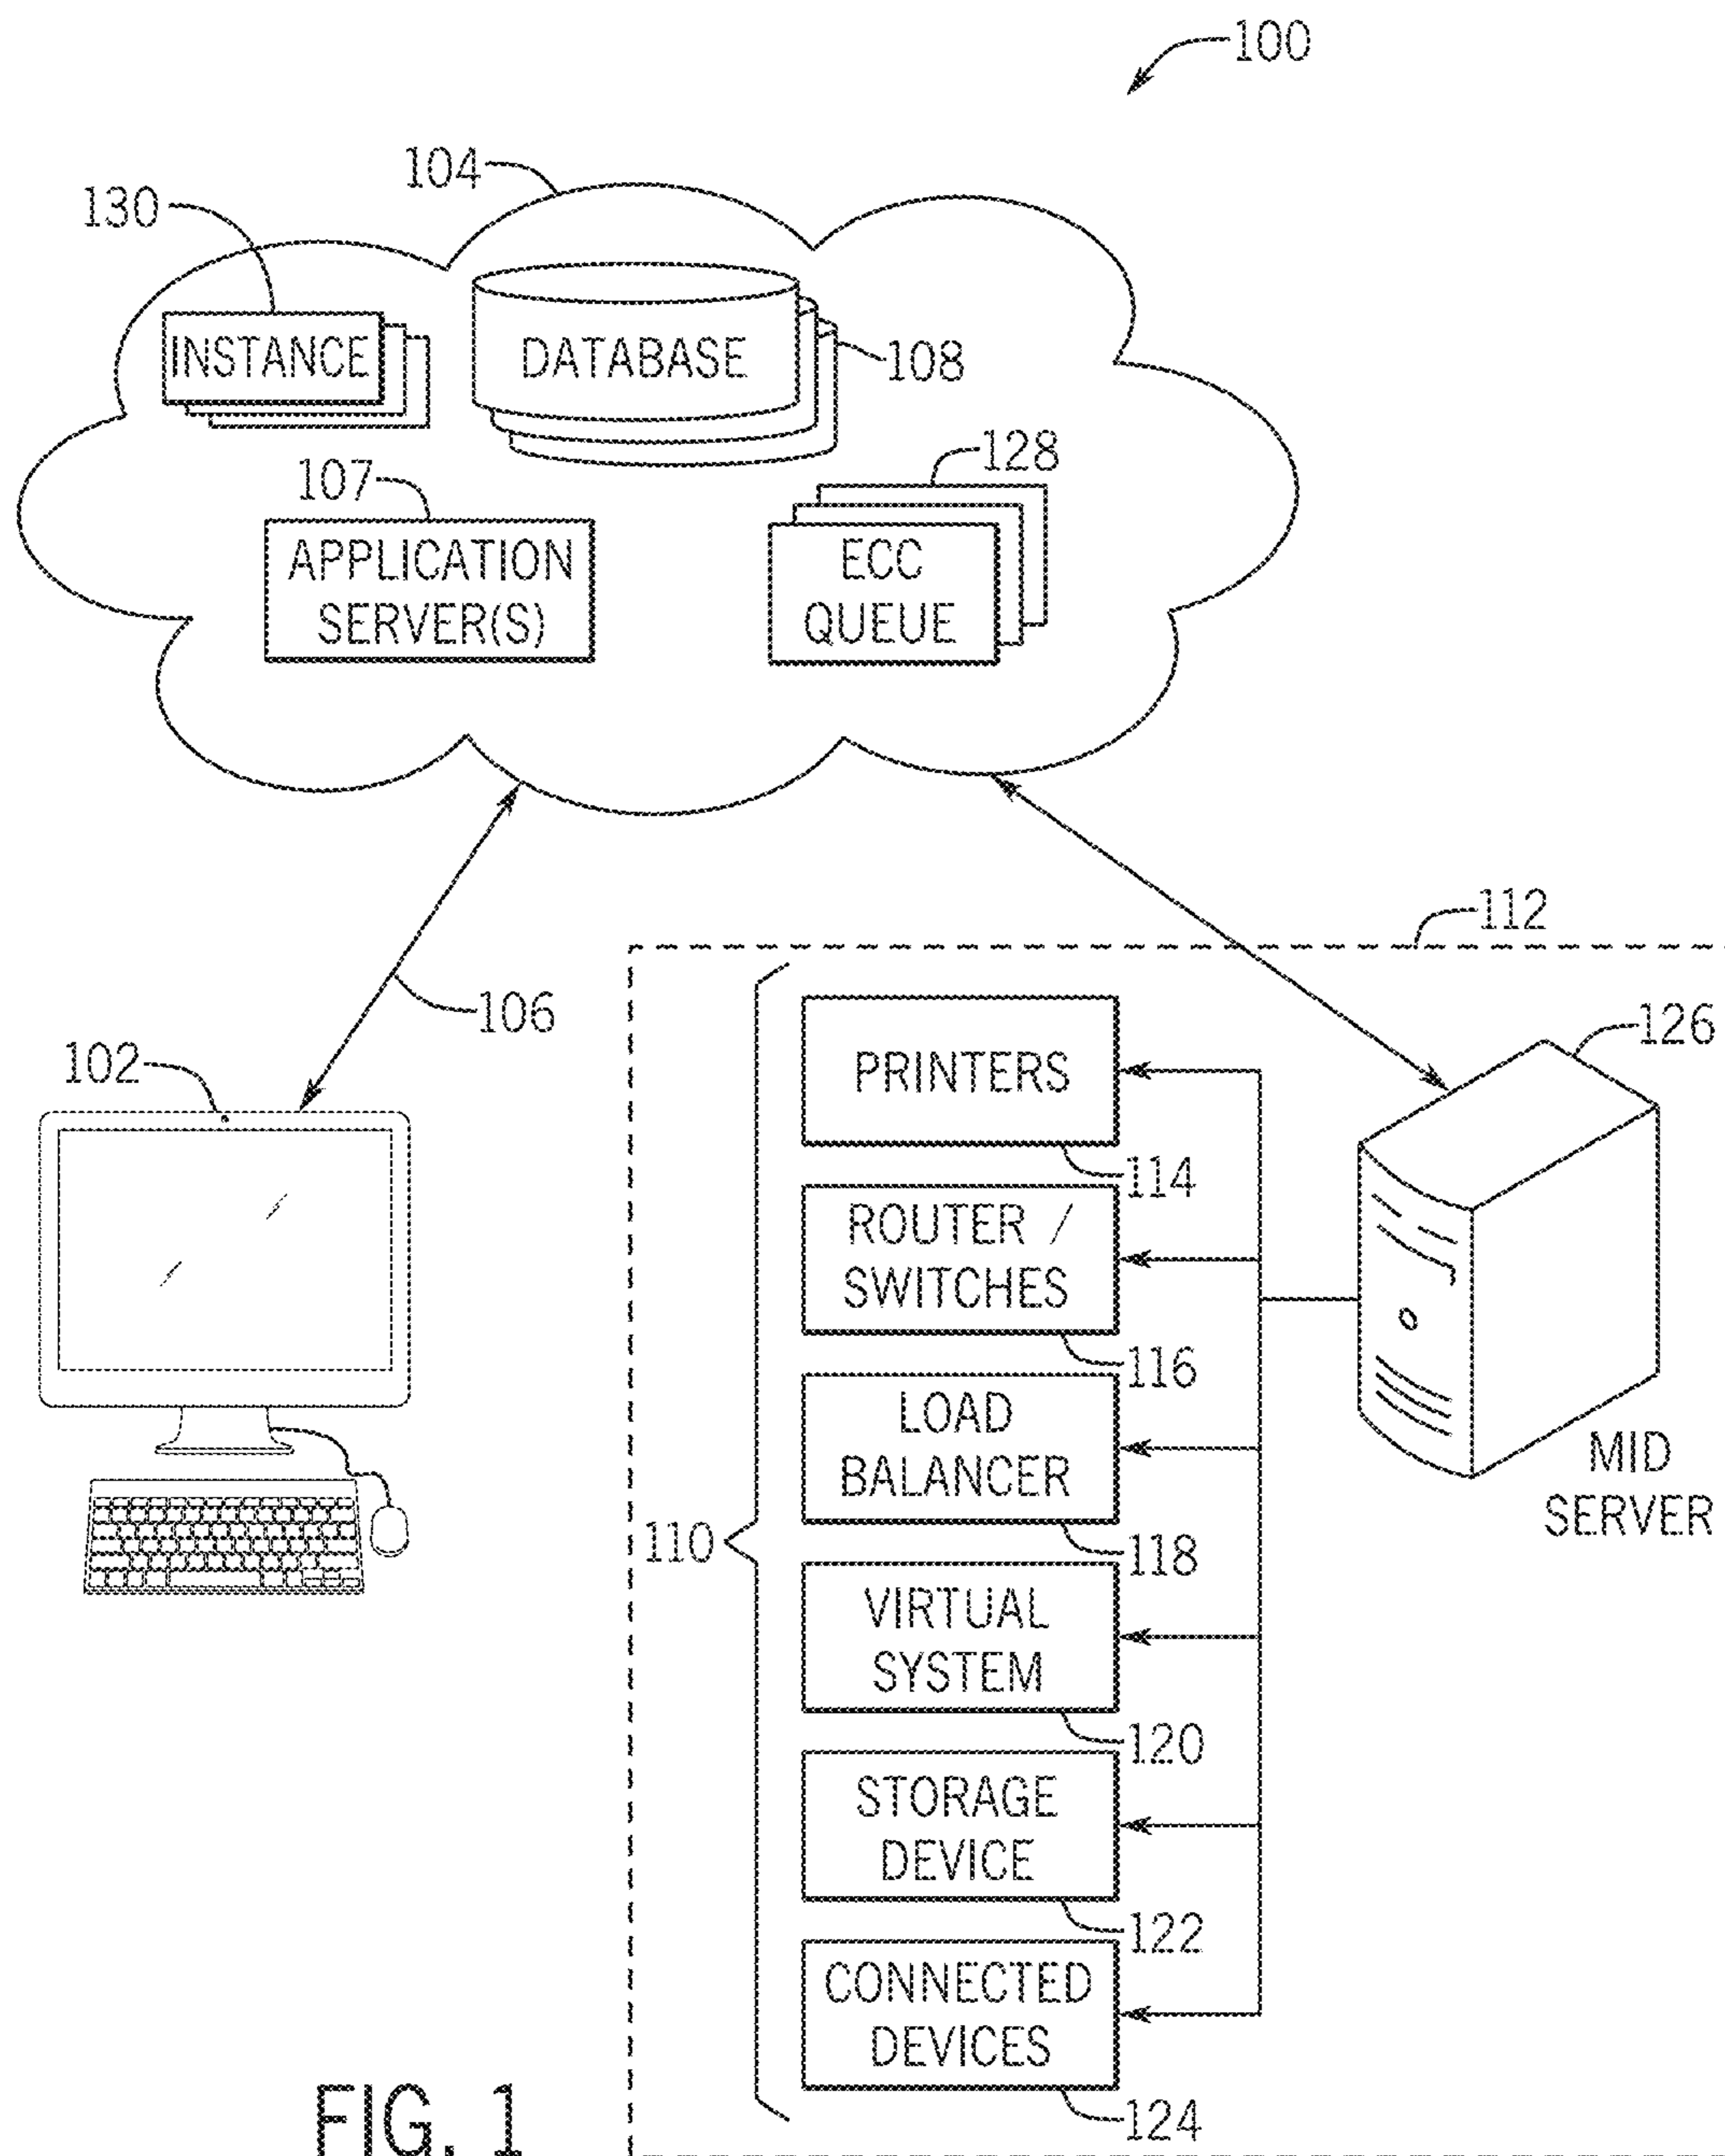 100
104
130
INSTANCE
DATABASE
108
107
128
APPLICATION
SERVER(S)
ECC
QUEUE
112
106
102
126
PRINTERS
114
ROUTER /
SWITCHES
116
LOAD
BALANCER
118
MID
SERVER
110
VIRTUAL
SYSTEM
120
STORAGE
DEVICE
122
CONNECTED
DEVICES
124
FIG. 1